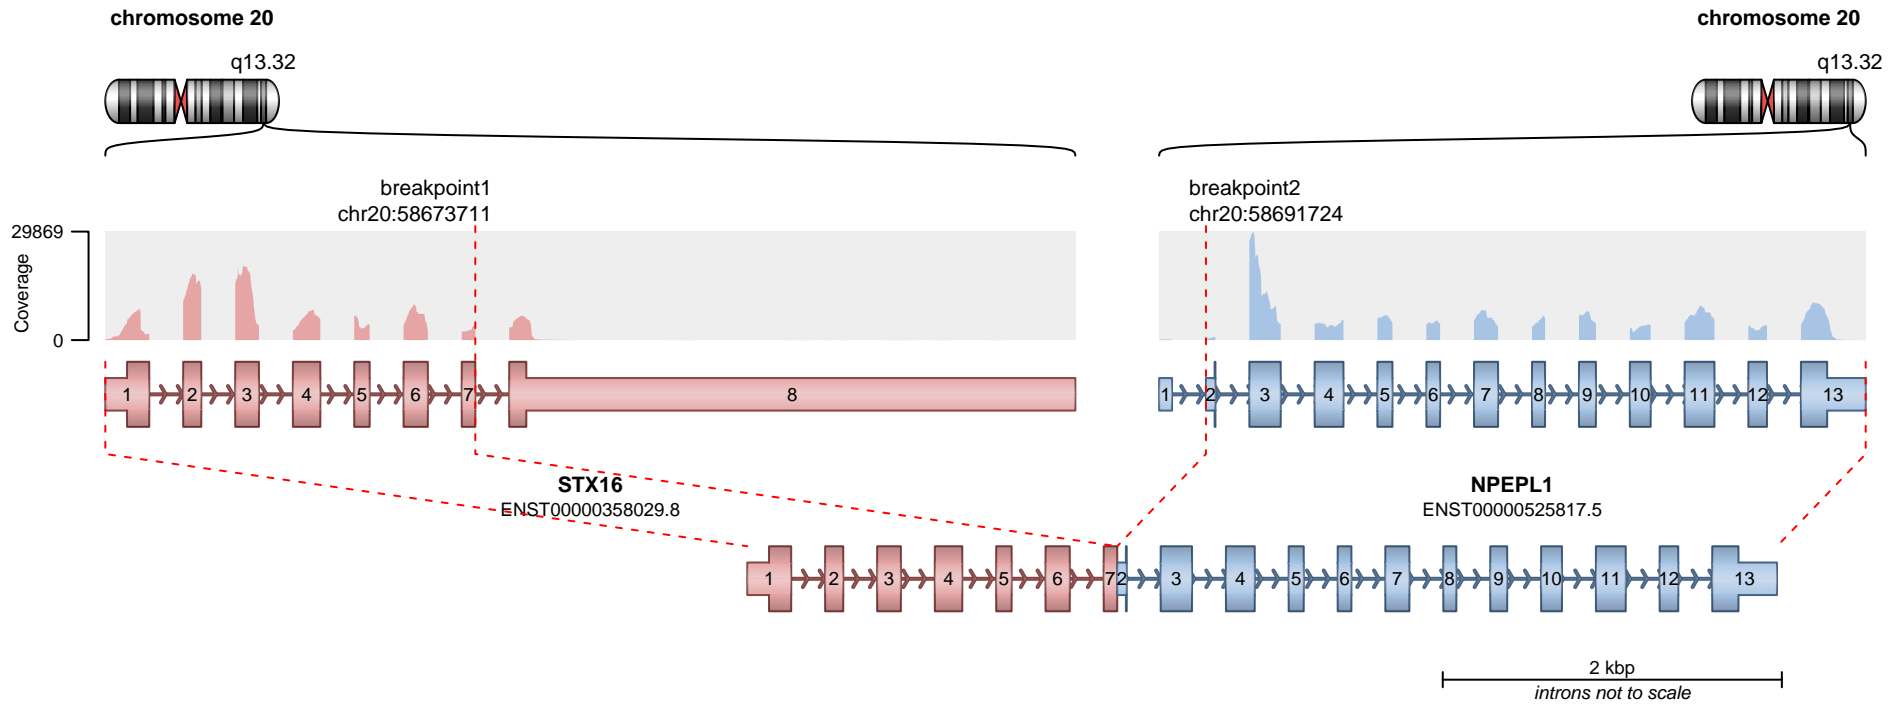 chromosome 20
chromosome 20
q13.32
q13.32
breakpoint1
chr20:58673711
breakpoint2
chr20:58691724
29869
Coverage
0
1 2 3 4 5 6 7 8
1 2 3 4 5 6 7 8 9 10 11 12 13
STX16
ENST00000358029.8
NPEPL1
ENST00000525817.5
1 2 3 4 5 6 7 2 3 4 5 6 7 8 9 10 11 12 13
2 kbp
introns not to scale